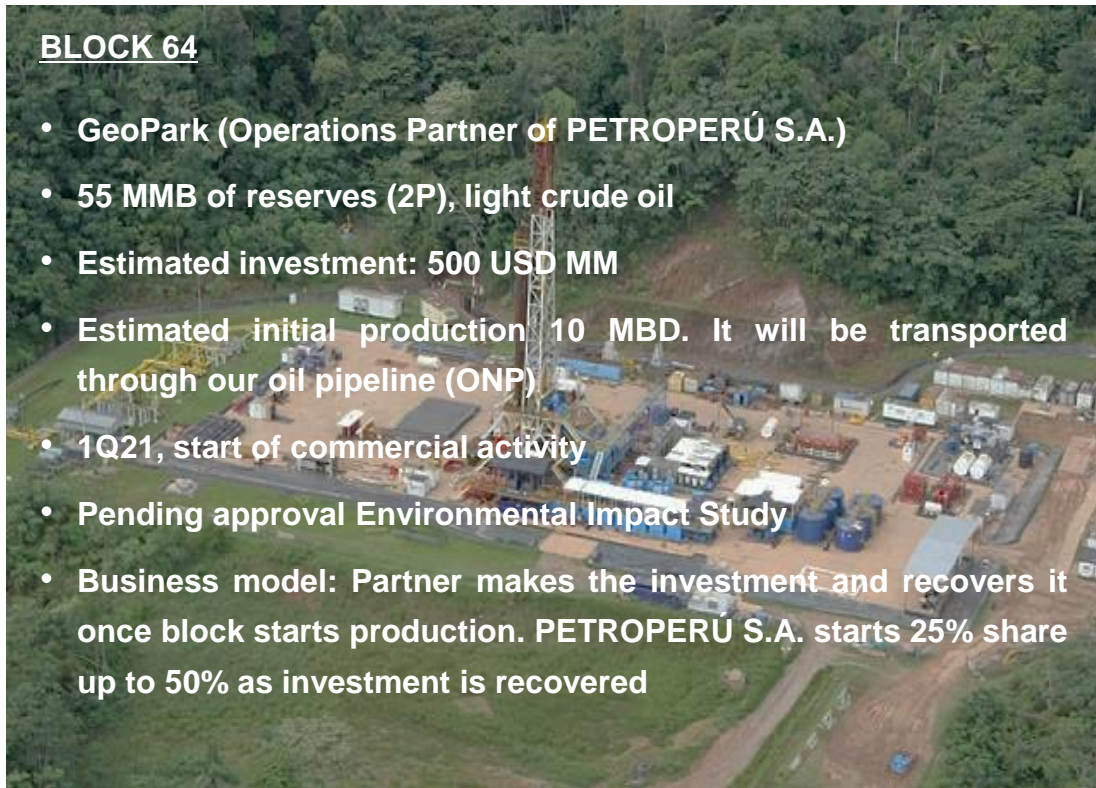 BLOCK 64
• GeoPark (Operations Partner of PETROPERÚ S.A.)
• 55 MMB of reserves (2P), light crude oil
• Estimated investment: 500 USD MM
• Estimated initial production 10 MBD. It will be transported
through our oil pipeline (ONP)
• 1Q21, start of commercial activity
• Pending approval Environmental Impact Study
• Business model: Partner makes the investment and recovers it
once block starts production. PETROPERÚ S.A. starts 25% share
up to 50% as investment is recovered